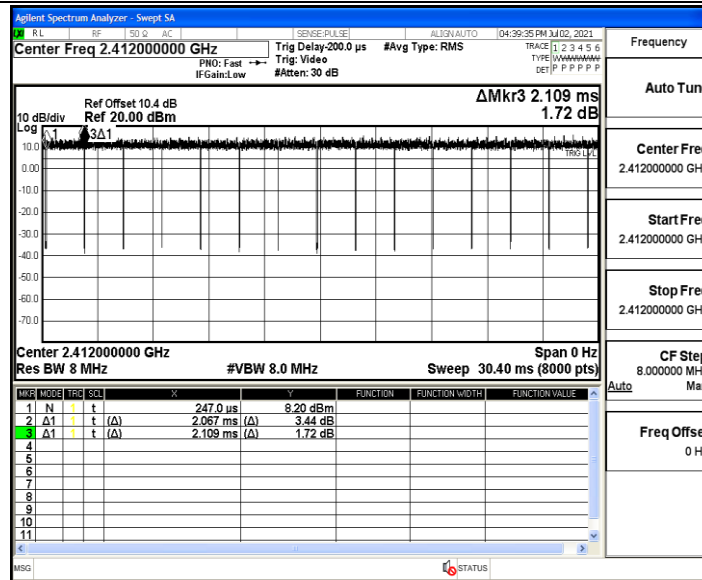 Agilent Spectrum Analyzer - Swept SA
RL RF 50 Ω AC SENSE:PULSE ALIGNAUTO 04:39:35 PM Jul 02, 2021
Center Freq 2.412000000 GHz
PNO: Fast
IFGain:Low
Trig Delay-200.0 µs
Trig: Video
#Atten: 30 dB
#Avg Type: RMS
TRACE 1 2 3 4 5 6
TYPE
DET P P P P P P
ΔMkr3 2.109 ms
1.72 dB
Ref Offset 10.4 dB
10 dB/div Ref 20.00 dBm
Log
1 3Δ1
TRIG LVL
10.0
0.00
-10.0
-20.0
-30.0
-40.0
-50.0
-60.0
-70.0
Center 2.412000000 GHz Span 0 Hz
Res BW 8 MHz #VBW 8.0 MHz Sweep 30.40 ms (8000 pts)
MKR MODE TRC SCL X Y FUNCTION FUNCTION WIDTH FUNCTION VALUE
1 N 1 t 247.0 µs 8.20 dBm
2 Δ1 1 t (Δ) 2.067 ms (Δ) 3.44 dB
3 Δ1 1 t (Δ) 2.109 ms (Δ) 1.72 dB
4
5
6
7
8
9
10
11
MSG STATUS
Frequency
Auto Tun
Center Fre
2.412000000 GH
Start Fre
2.412000000 GH
Stop Fre
2.412000000 GH
CF Step
8.000000 MH
Auto Ma
Freq Offse
0 H